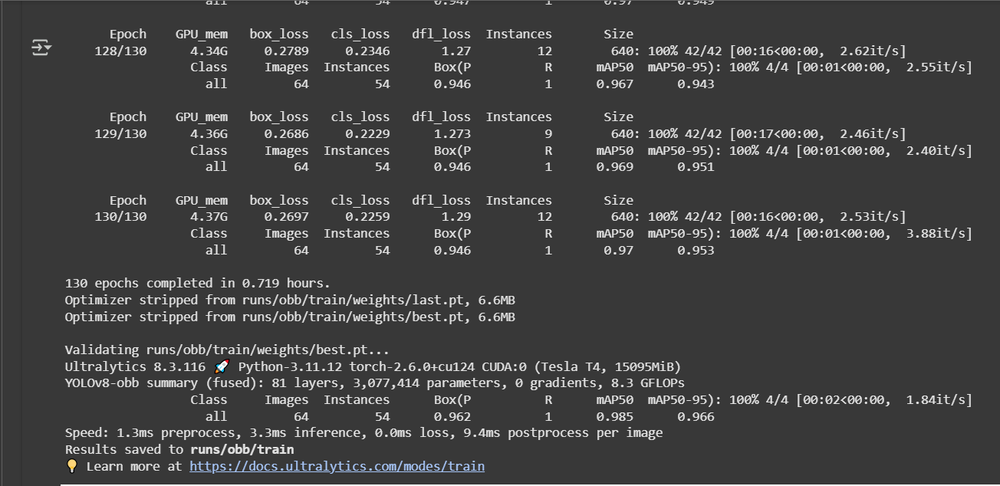 all 64 54 0.947 1 0.97 0.949
Epoch GPU_mem box_loss cls_loss dfl_loss Instances Size
128/130 4.34G 0.2789 0.2346 1.27 12 640: 100% 42/42 [00:16<00:00, 2.62it/s]
Class Images Instances Box(P R mAP50 mAP50-95): 100% 4/4 [00:01<00:00, 2.55it/s]
all 64 54 0.946 1 0.967 0.943
Epoch GPU_mem box_loss cls_loss dfl_loss Instances Size
129/130 4.36G 0.2686 0.2229 1.273 9 640: 100% 42/42 [00:17<00:00, 2.46it/s]
Class Images Instances Box(P R mAP50 mAP50-95): 100% 4/4 [00:01<00:00, 2.40it/s]
all 64 54 0.946 1 0.969 0.951
Epoch GPU_mem box_loss cls_loss dfl_loss Instances Size
130/130 4.37G 0.2697 0.2259 1.29 12 640: 100% 42/42 [00:16<00:00, 2.53it/s]
Class Images Instances Box(P R mAP50 mAP50-95): 100% 4/4 [00:01<00:00, 3.88it/s]
all 64 54 0.946 1 0.97 0.953
130 epochs completed in 0.719 hours.
Optimizer stripped from runs/obb/train/weights/last.pt, 6.6MB
Optimizer stripped from runs/obb/train/weights/best.pt, 6.6MB
Validating runs/obb/train/weights/best.pt...
Ultralytics 8.3.116 🚀 Python-3.11.12 torch-2.6.0+cu124 CUDA:0 (Tesla T4, 15095MiB)
YOLOv8-obb summary (fused): 81 layers, 3,077,414 parameters, 0 gradients, 8.3 GFLOPs
Class Images Instances Box(P R mAP50 mAP50-95): 100% 4/4 [00:02<00:00, 1.84it/s]
all 64 54 0.962 1 0.985 0.966
Speed: 1.3ms preprocess, 3.3ms inference, 0.0ms loss, 9.4ms postprocess per image
Results saved to runs/obb/train
💡 Learn more at https://docs.ultralytics.com/modes/train